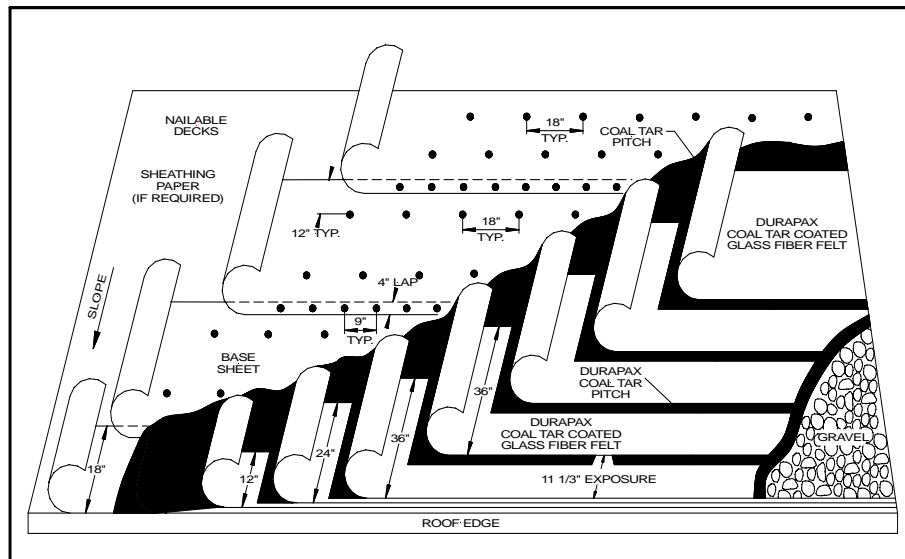 NAILABLE
DECKS
18"
TYP.
COAL TAR
PITCH
SHEATHING
PAPER
(IF REQUIRED)
12" TYP.
18"
TYP.
DURAPAX
COAL TAR COATED
GLASS FIBER FELT
SLOPE
4" LAP
9"
TYP.
BASE
SHEET
36"
DURAPAX
COAL TAR
PITCH
36"
DURAPAX
COAL TAR COATED
GLASS FIBER FELT
GRAVEL
18"
24"
12"
11 1/3" EXPOSURE
ROOF EDGE